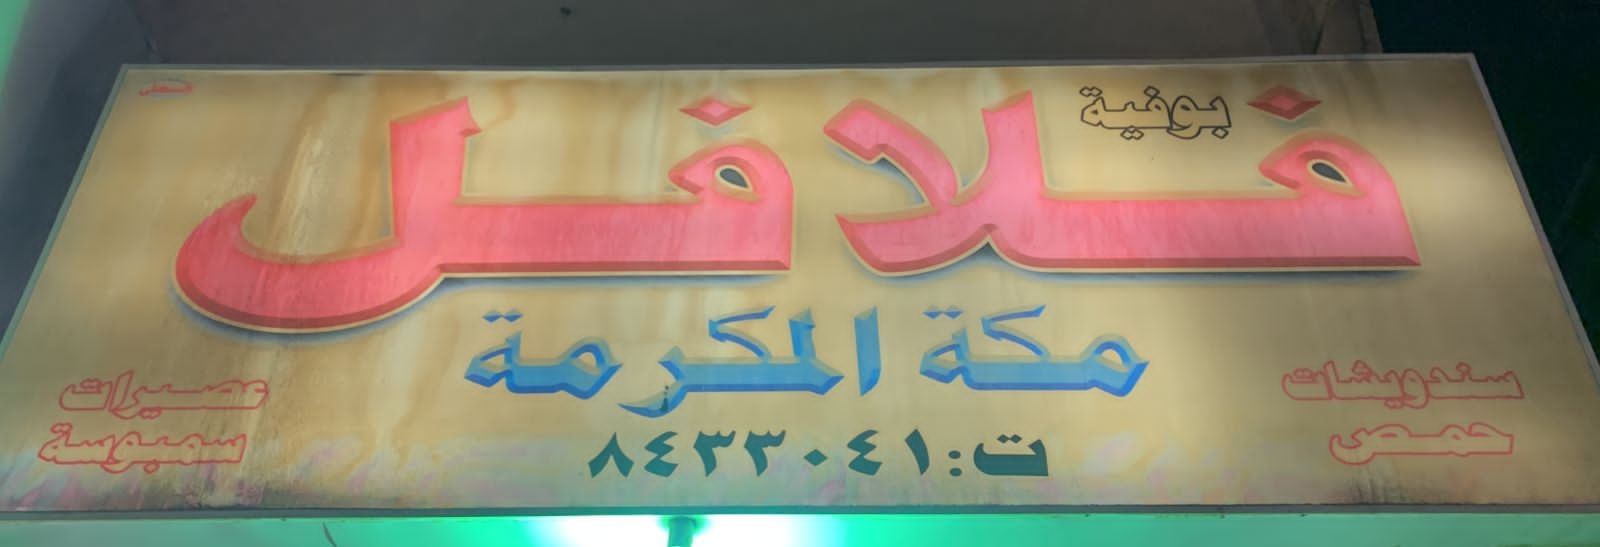 بوفية
فلافل
مكة المكرمة
ت: ٨٤٣٣٠٤١
سندويشات
حمص
عصيرات
سمبوسة